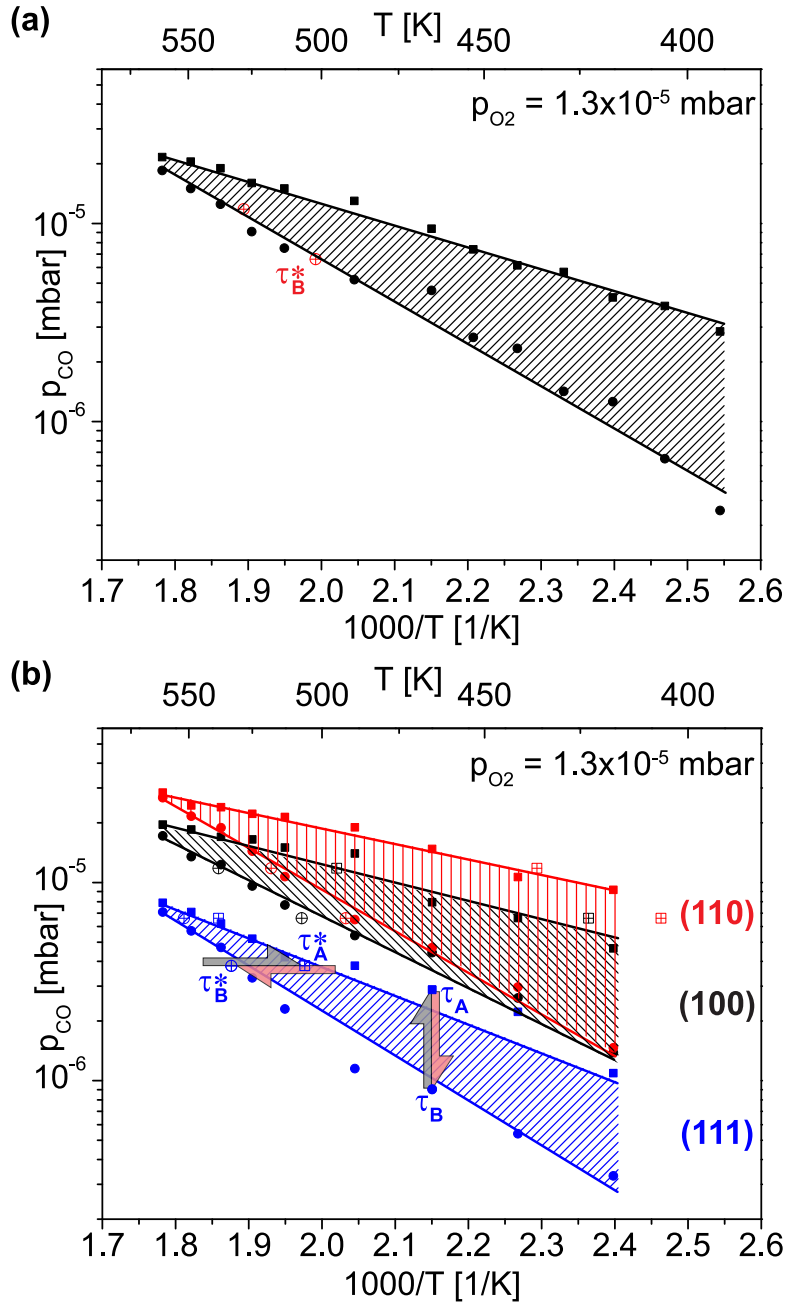 (a)
T [K]
550 500 450 400
p_O2 = 1.3x10^-5 mbar
10^-5
τ*_B
10^-6
p_CO [mbar]
1.7 1.8 1.9 2.0 2.1 2.2 2.3 2.4 2.5 2.6
1000/T [1/K]
(b)
T [K]
550 500 450 400
p_O2 = 1.3x10^-5 mbar
10^-5
(110)
τ*_A
τ*_B
τ_A
(100)
10^-6
τ_B
(111)
p_CO [mbar]
1.7 1.8 1.9 2.0 2.1 2.2 2.3 2.4 2.5 2.6
1000/T [1/K]